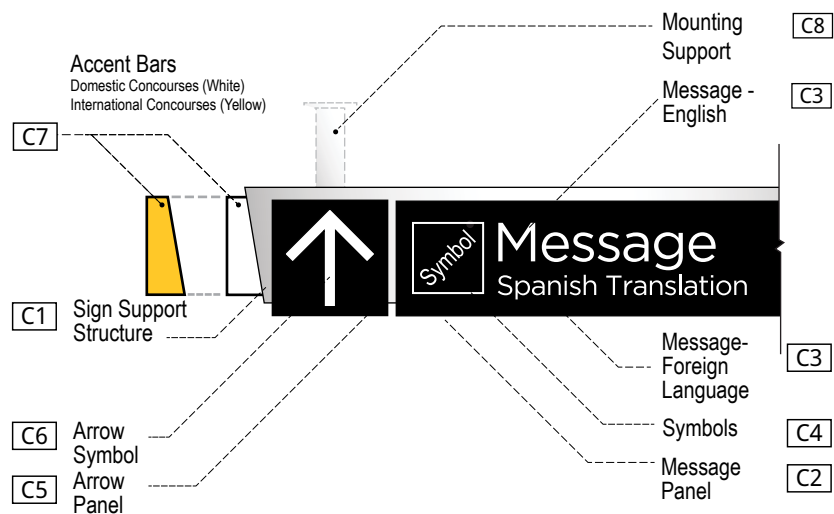 Mounting
Support
C8
Accent Bars
Domestic Concourses (White)
International Concourses (Yellow)
Message -
English
C3
C7
Symbol
Message
Spanish Translation
C1
Sign Support
Structure
Message-
Foreign
Language
C3
C6
Arrow
Symbol
Symbols
C4
C5
Arrow
Panel
Message
Panel
C2